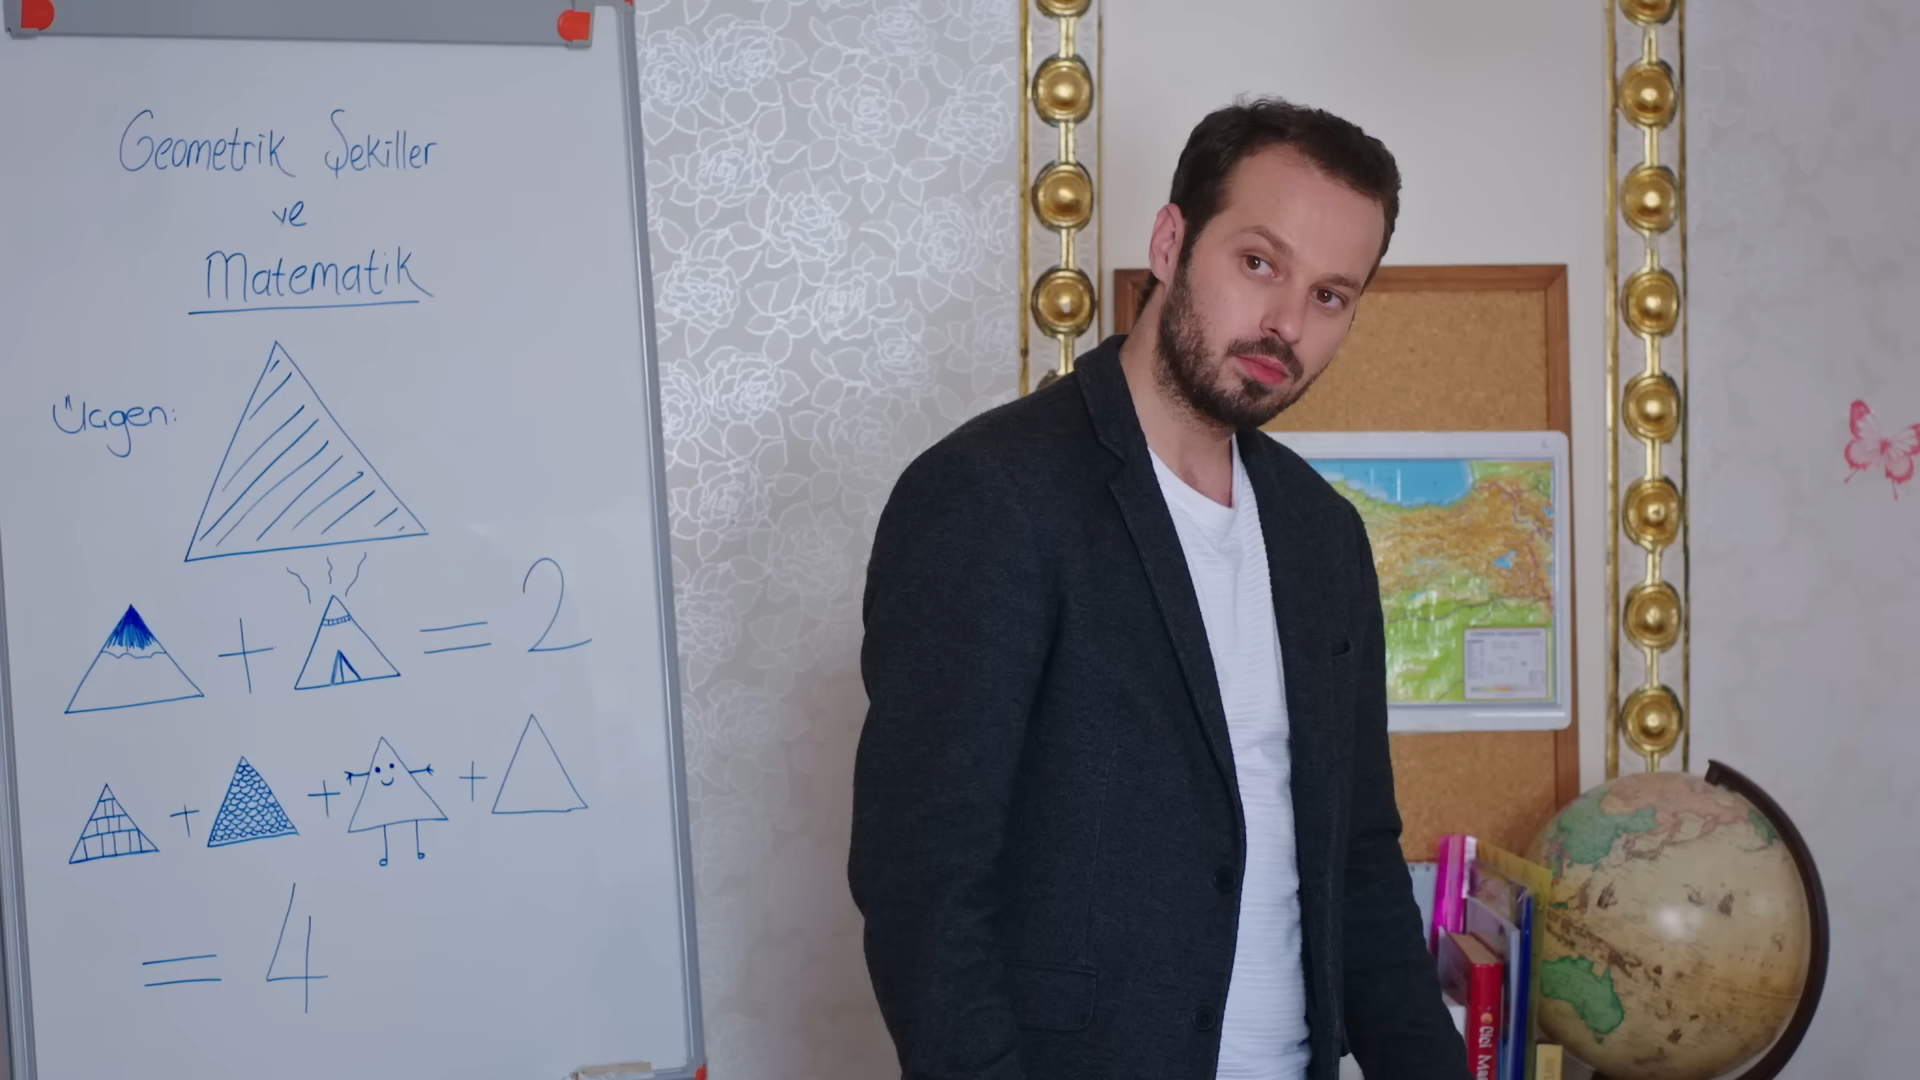 Geometrik Şekiller
ve
Matematik
Üçgen:
+ = 2
+ + +
= 4